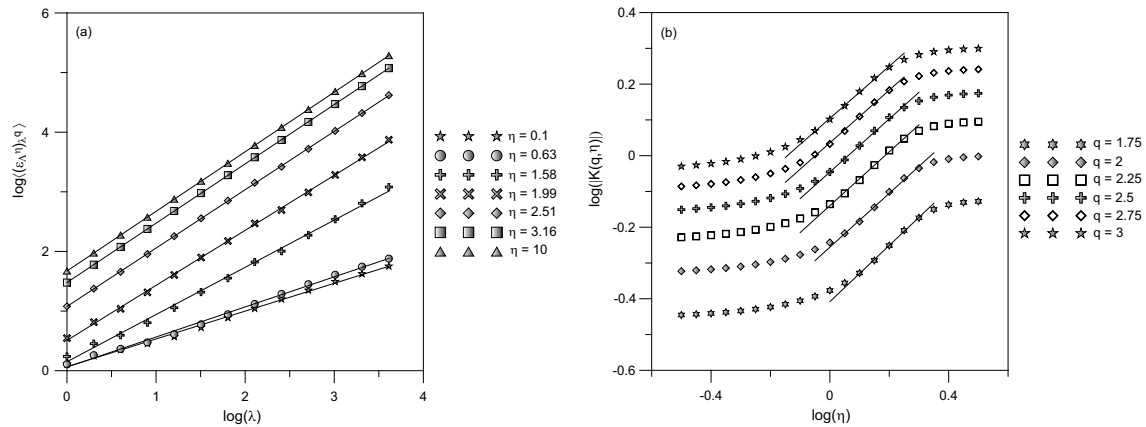 (a)
6
4
2
0
0
1
2
3
4
log(λ)
log(⟨(ε_Λ^η)_λ^q⟩)
η = 0.1
η = 0.63
η = 1.58
η = 1.99
η = 2.51
η = 3.16
η = 10
(b)
0.4
0.2
0
-0.2
-0.4
-0.6
-0.4
0
0.4
log(η)
log(|K(q,η)|)
q = 1.75
q = 2
q = 2.25
q = 2.5
q = 2.75
q = 3